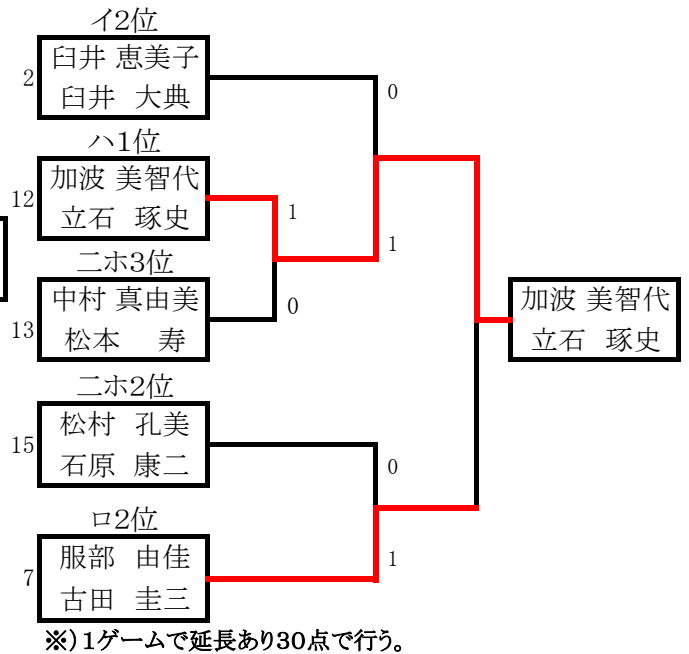 イ2位
2
臼井 恵美子
臼井 大典
0
ハ1位
12
加波 美智代
立石 琢史
1
1
ニホ3位
13
中村 真由美
松本 寿
0
加波 美智代
立石 琢史
ニホ2位
15
松村 孔美
石原 康二
0
ロ2位
7
服部 由佳
古田 圭三
1
※)1ゲームで延長あり30点で行う。